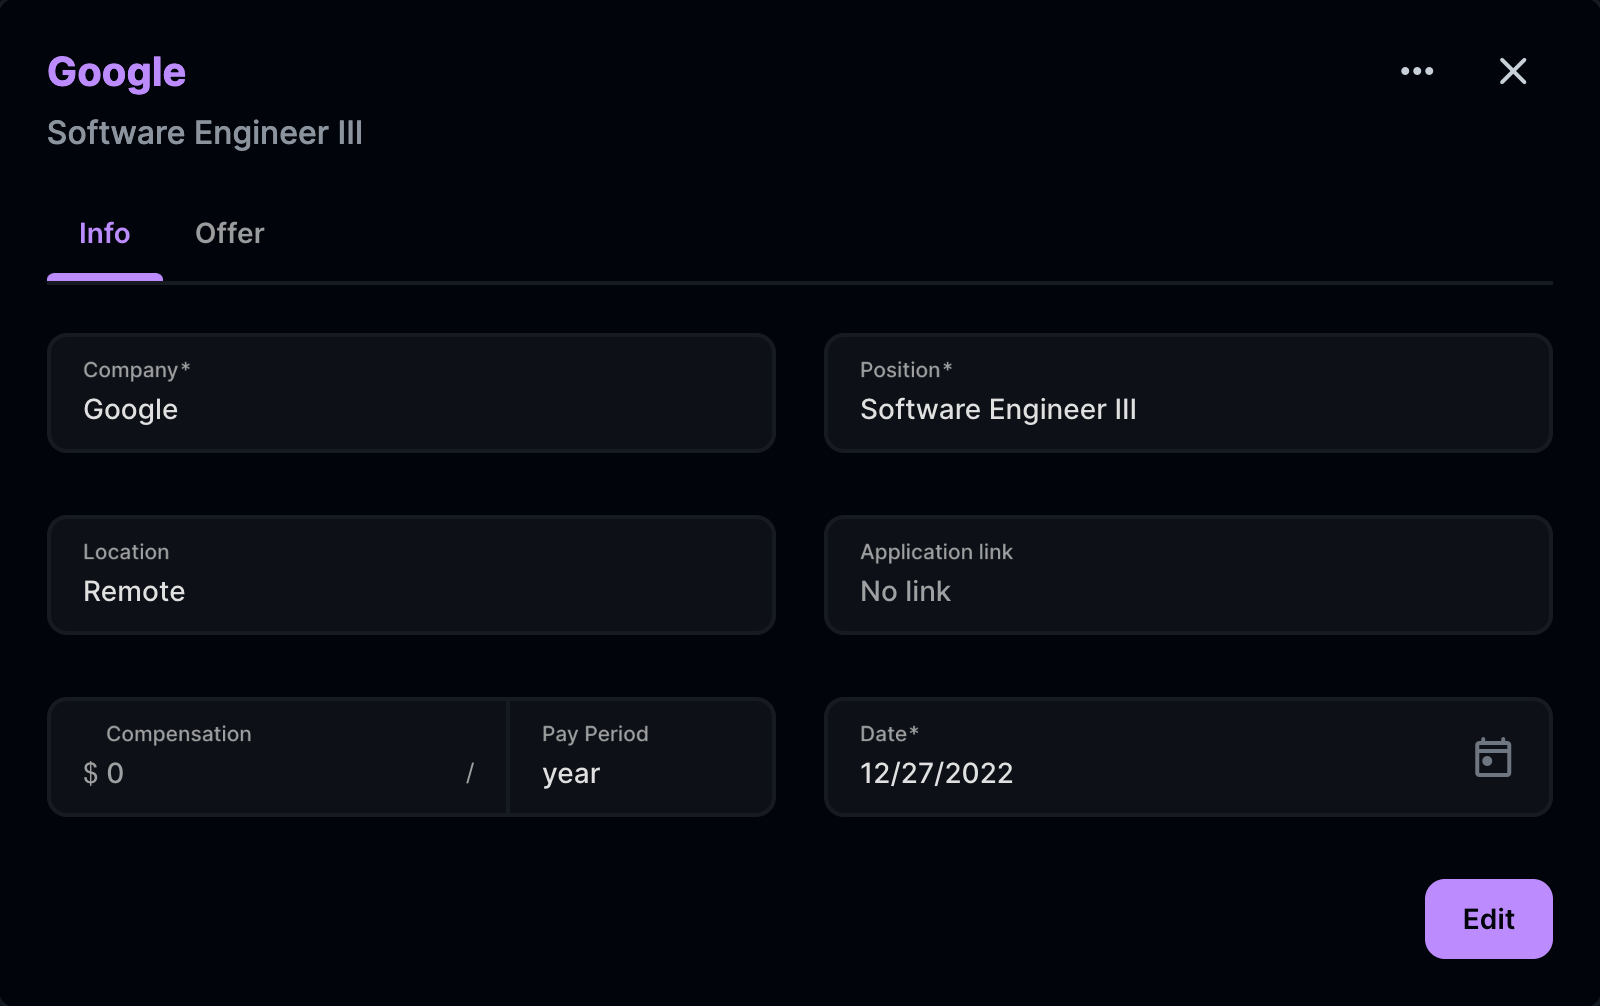 Google
Software Engineer III
Info
Offer
Company*
Google
Position*
Software Engineer III
Location
Remote
Application link
No link
Compensation
$ 0 /
Pay Period
year
Date*
12/27/2022
Edit